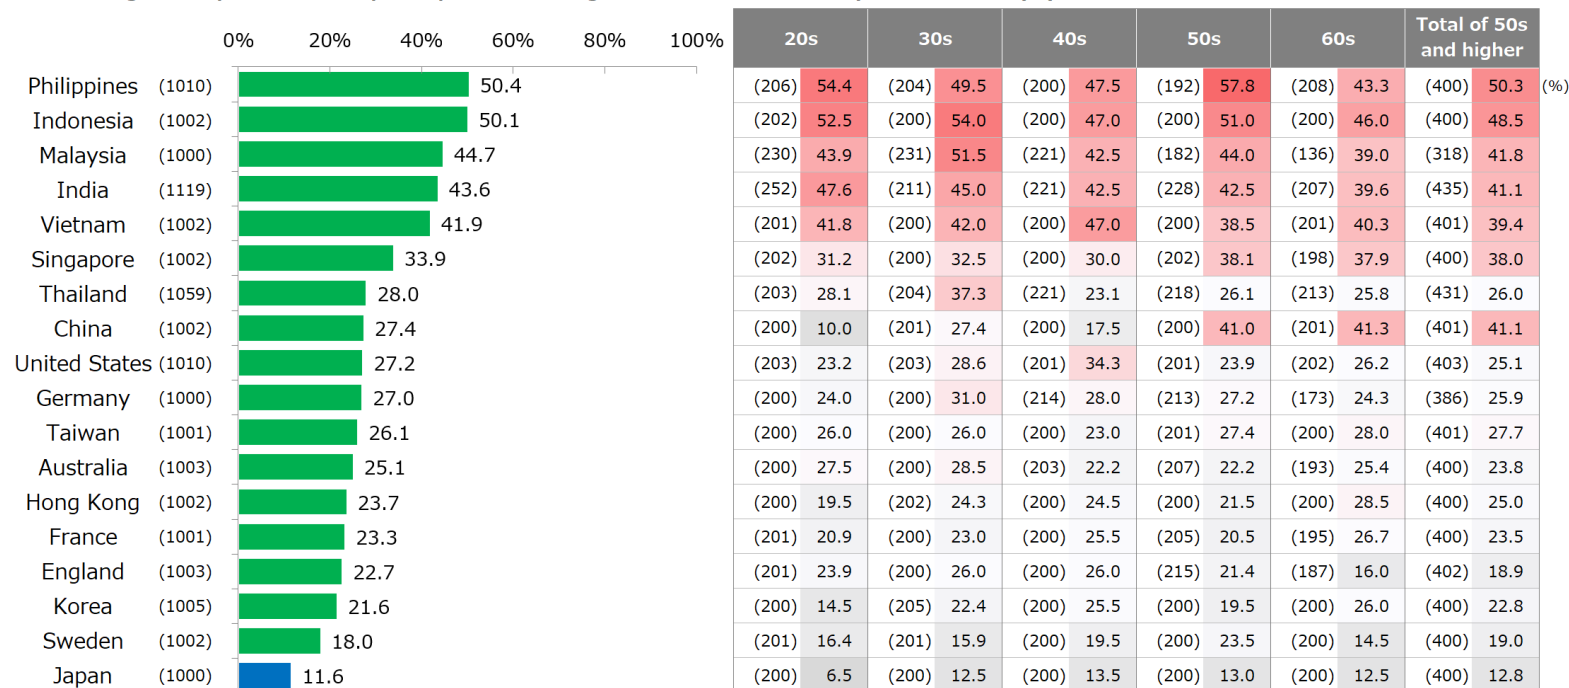 0% 20% 40% 60% 80% 100% 20s 30s 40s 50s 60s Total of 50s and higher
Philippines (1010) 50.4 (206) 54.4 (204) 49.5 (200) 47.5 (192) 57.8 (208) 43.3 (400) 50.3 (%)
Indonesia (1002) 50.1 (202) 52.5 (200) 54.0 (200) 47.0 (200) 51.0 (200) 46.0 (400) 48.5
Malaysia (1000) 44.7 (230) 43.9 (231) 51.5 (221) 42.5 (182) 44.0 (136) 39.0 (318) 41.8
India (1119) 43.6 (252) 47.6 (211) 45.0 (221) 42.5 (228) 42.5 (207) 39.6 (435) 41.1
Vietnam (1002) 41.9 (201) 41.8 (200) 42.0 (200) 47.0 (200) 38.5 (201) 40.3 (401) 39.4
Singapore (1002) 33.9 (202) 31.2 (200) 32.5 (200) 30.0 (202) 38.1 (198) 37.9 (400) 38.0
Thailand (1059) 28.0 (203) 28.1 (204) 37.3 (221) 23.1 (218) 26.1 (213) 25.8 (431) 26.0
China (1002) 27.4 (200) 10.0 (201) 27.4 (200) 17.5 (200) 41.0 (201) 41.3 (401) 41.1
United States (1010) 27.2 (203) 23.2 (203) 28.6 (201) 34.3 (201) 23.9 (202) 26.2 (403) 25.1
Germany (1000) 27.0 (200) 24.0 (200) 31.0 (214) 28.0 (213) 27.2 (173) 24.3 (386) 25.9
Taiwan (1001) 26.1 (200) 26.0 (200) 26.0 (200) 23.0 (201) 27.4 (200) 28.0 (401) 27.7
Australia (1003) 25.1 (200) 27.5 (200) 28.5 (203) 22.2 (207) 22.2 (193) 25.4 (400) 23.8
Hong Kong (1002) 23.7 (200) 19.5 (202) 24.3 (200) 24.5 (200) 21.5 (200) 28.5 (400) 25.0
France (1001) 23.3 (201) 20.9 (200) 23.0 (200) 25.5 (205) 20.5 (195) 26.7 (400) 23.5
England (1003) 22.7 (201) 23.9 (200) 26.0 (200) 26.0 (215) 21.4 (187) 16.0 (402) 18.9
Korea (1005) 21.6 (200) 14.5 (205) 22.4 (200) 25.5 (200) 19.5 (200) 26.0 (400) 22.8
Sweden (1002) 18.0 (201) 16.4 (201) 15.9 (200) 19.5 (200) 23.5 (200) 14.5 (400) 19.0
Japan (1000) 11.6 (200) 6.5 (200) 12.5 (200) 13.5 (200) 13.0 (200) 12.5 (400) 12.8